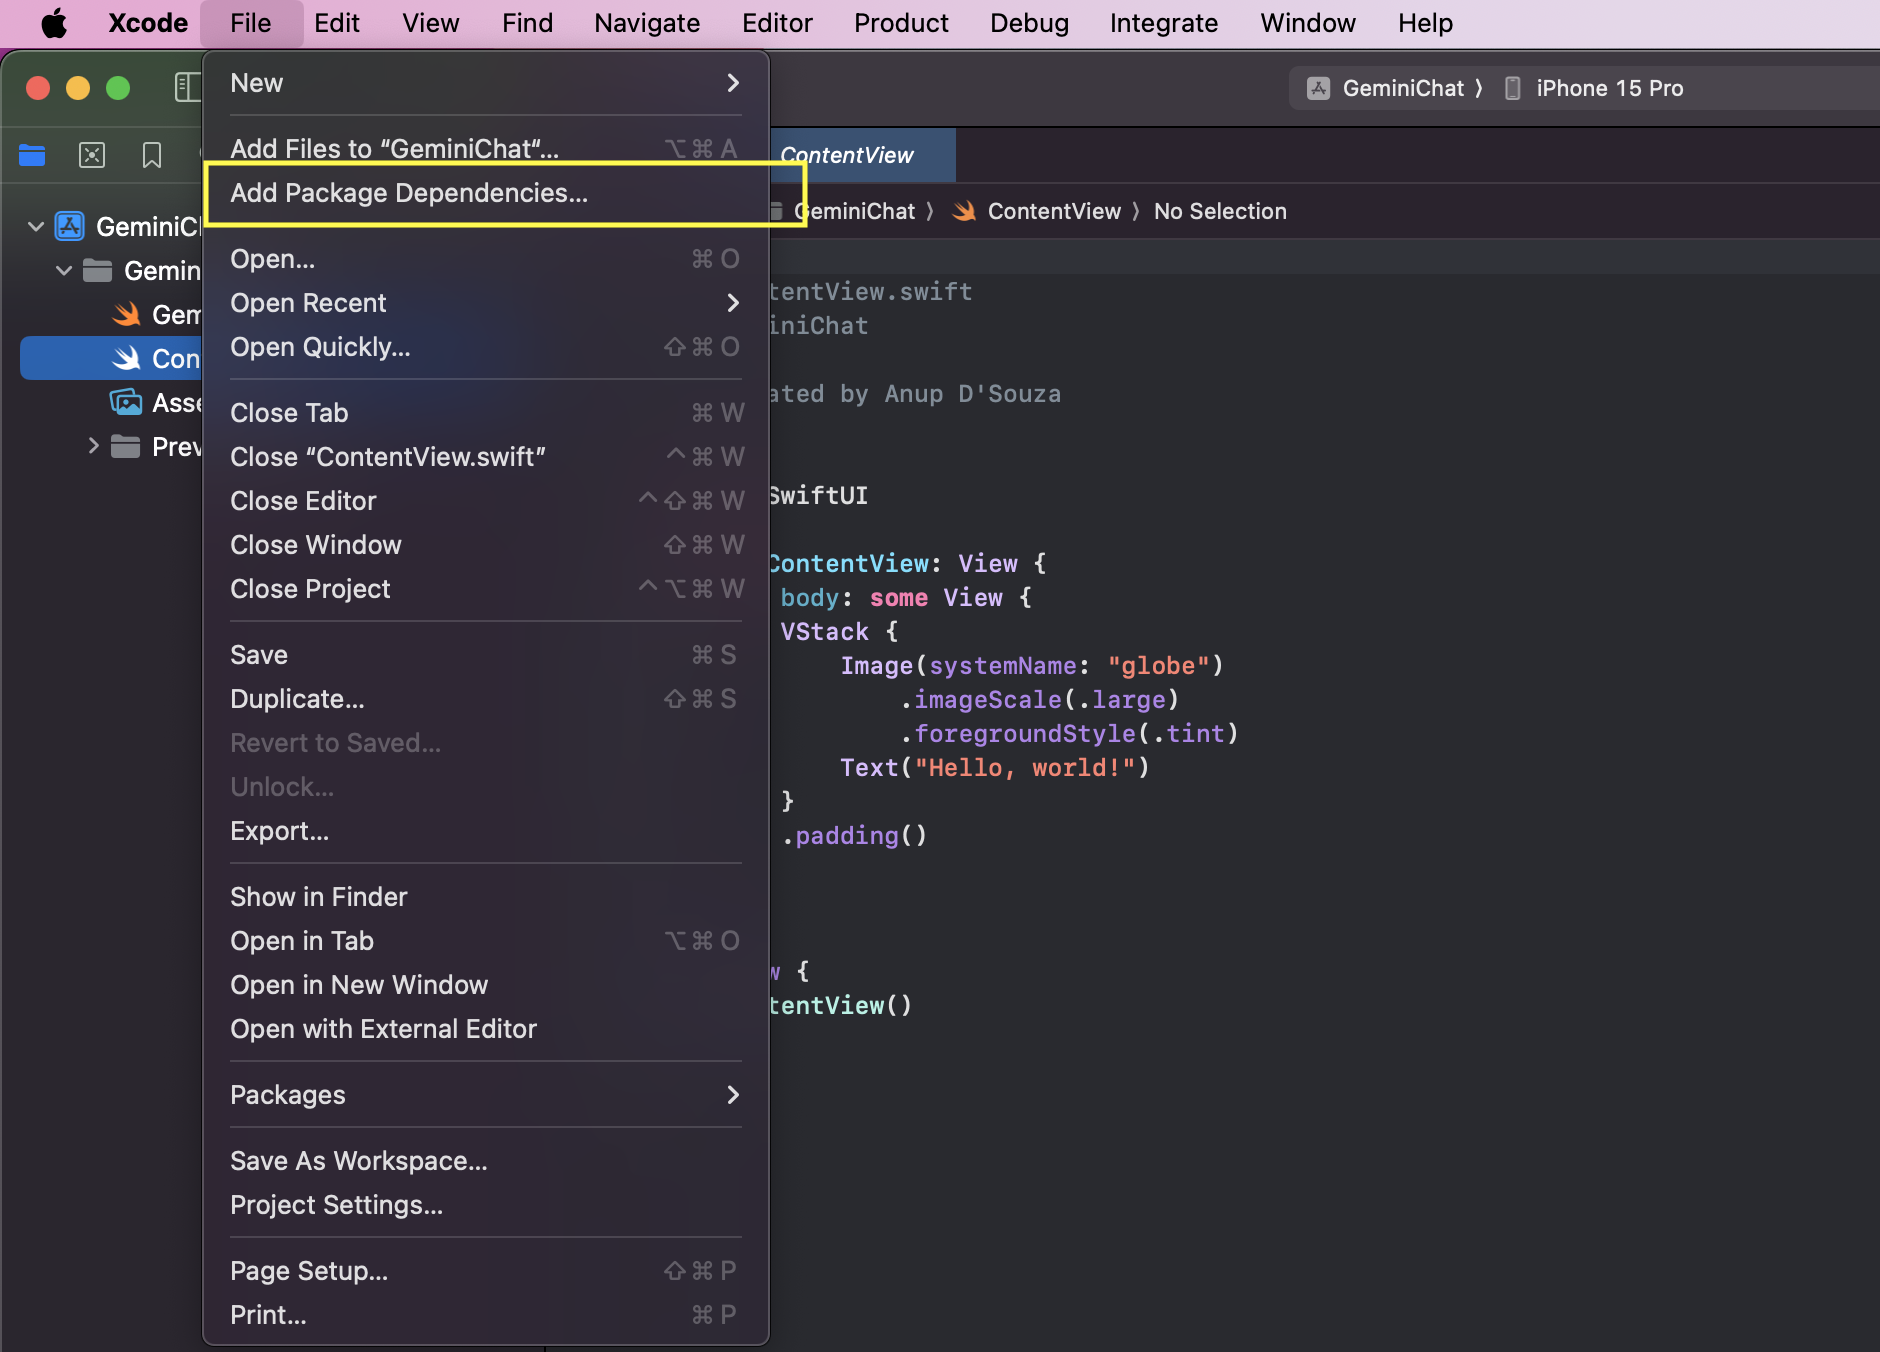 Xcode File Edit View Find Navigate Editor Product Debug Integrate Window Help
GeminiChat 〉 iPhone 15 Pro
New
Add Files to “GeminiChat“... ⌥⌘A
Add Package Dependencies...
Open... ⌘O
Open Recent
Open Quickly... ⇧⌘O
Close Tab ⌘W
Close “ContentView.swift” ^⌘W
Close Editor ^⇧⌘W
Close Window ⇧⌘W
Close Project ^⌥⌘W
Save ⌘S
Duplicate... ⇧⌘S
Revert to Saved...
Unlock...
Export...
Show in Finder
Open in Tab ⌥⌘O
Open in New Window
Open with External Editor
Packages
Save As Workspace...
Project Settings...
Page Setup... ⇧⌘P
Print... ⌘P
GeminiCh
Gemin
Gem
Con
Asse
Prev
ContentView
GeminiChat 〉 ContentView 〉 No Selection
tentView.swift
iniChat
ated by Anup D'Souza
SwiftUI
ContentView: View {
body: some View {
VStack {
Image(systemName: "globe")
.imageScale(.large)
.foregroundStyle(.tint)
Text("Hello, world!")
}
.padding()
w {
tentView()